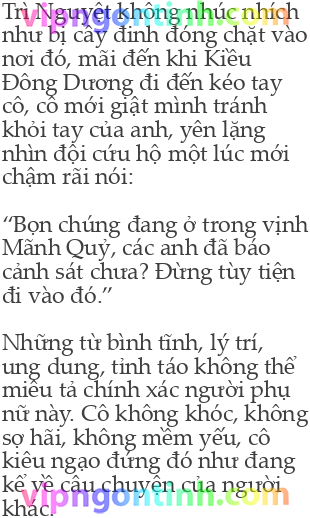 Trì Nguyệt không nhúc nhích
như bị cây đinh đóng chặt vào
nơi đó, mãi đến khi Kiều
Đông Dương đi đến kéo tay
cô, cô mới giật mình tránh
khỏi tay của anh, yên lặng
nhìn đội cứu hộ một lúc mới
chậm rãi nói:
“Bọn chúng đang ở trong vịnh
Mãnh Quỷ, các anh đã báo
cảnh sát chưa? Đừng tùy tiện
đi vào đó.”
Những từ bình tĩnh, lý trí,
ung dung, tỉnh táo không thể
miêu tả chính xác người phụ
nữ này. Cô không khóc, không
sợ hãi, không mềm yếu, cô
kiêu ngạo đứng đó như đang
kể về câu chuyện của người
khác.
vipngontinh.com
vipngontinh.com